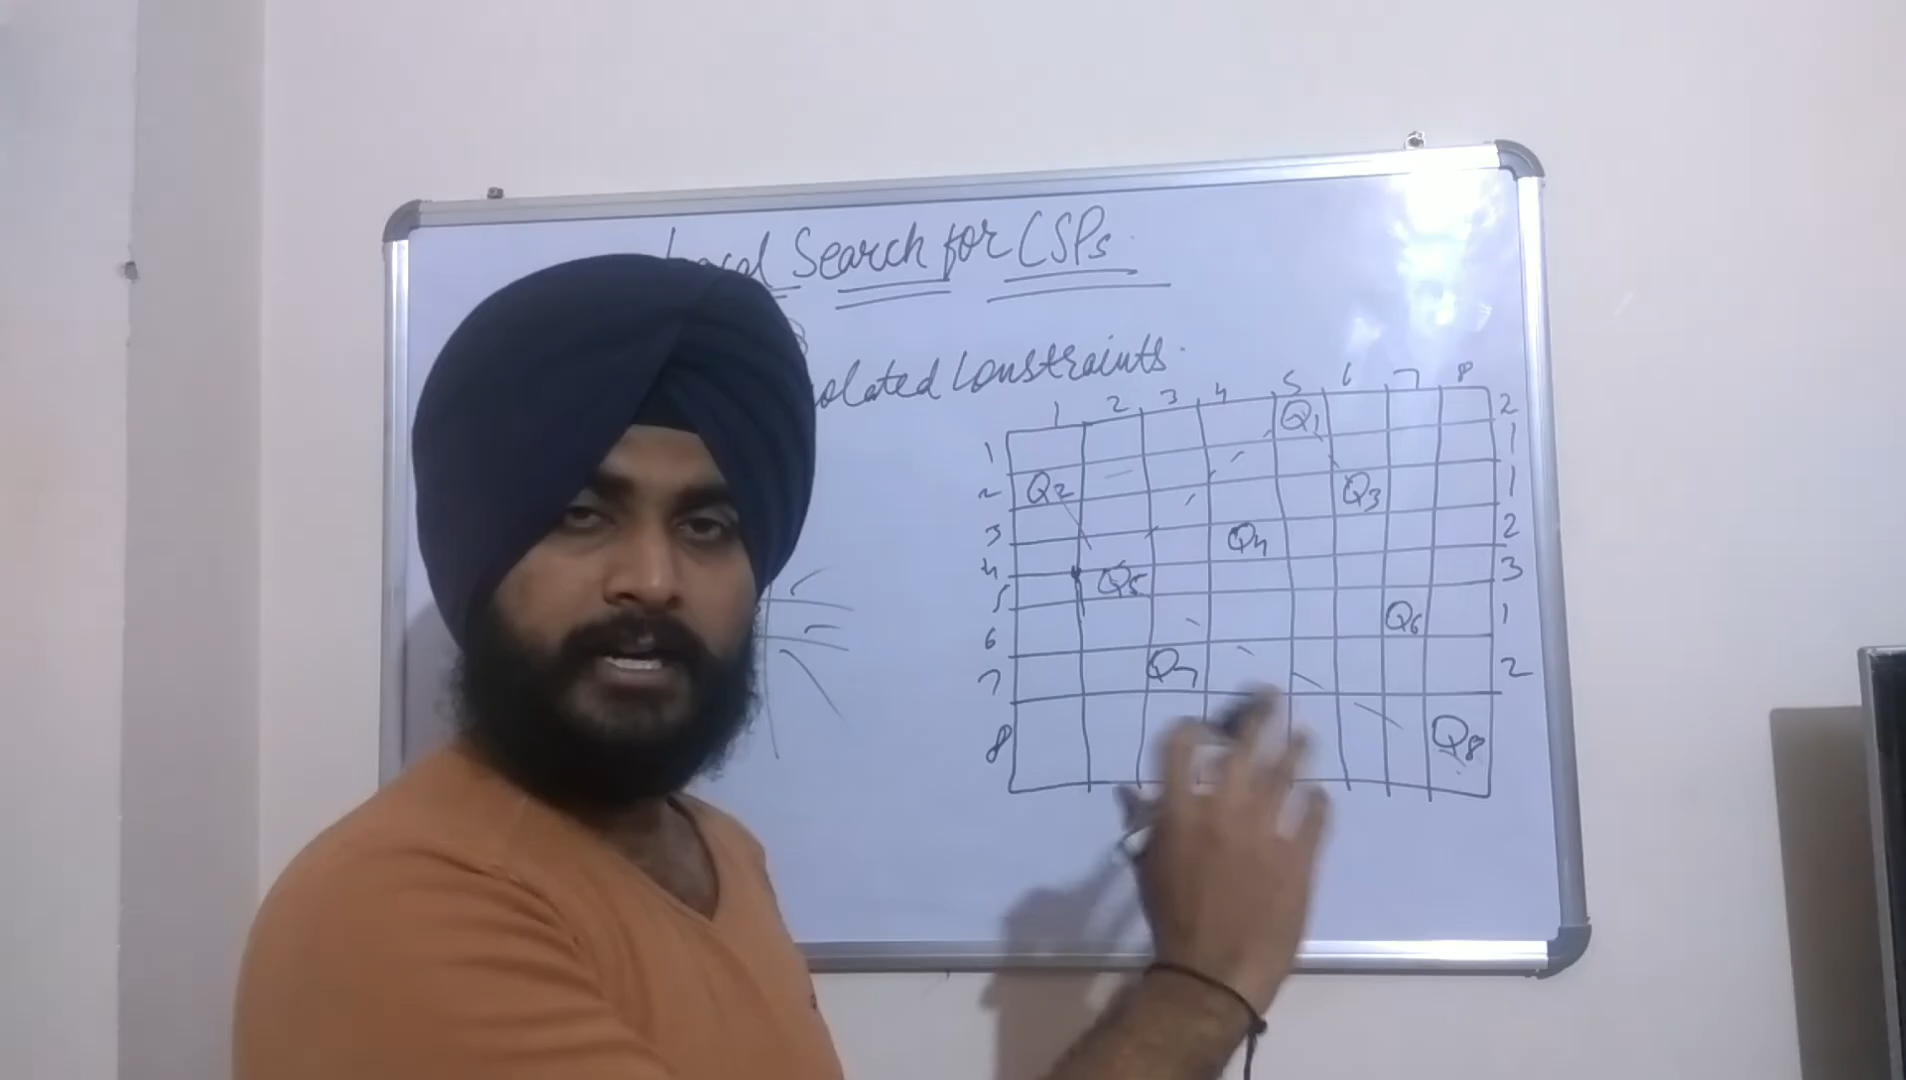 Search for CSPs.
Constraints.
1 2 3 4 5 6 7 8
1 Q1 2
1
2 Q2 Q3 1
3 Q4 2
4 Q5 3
5
6 Q6 1
7 Q7 2
8 Q8